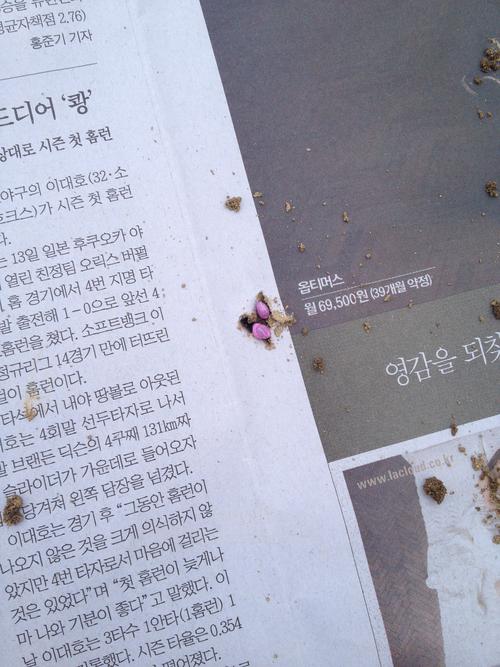 평균자책점 2.76)
홍준기 기자
드디어 ‘쾅’
상대로 시즌 첫 홈런
야구의 이대호(32·소
호크스)가 시즌 첫 홈런
다.
는 13일 일본 후쿠오카 야
열린 친정팀 오릭스 버펄
홈 경기에서 4번 지명 타
출전해 1-0으로 앞선 4
홈런을 쳤다. 소프트뱅크 이
정규리그 14경기 만에 터뜨린
홈런이다.
타석에서 내야 땅볼로 아웃된
호는 4회말 선두타자로 나서
발 브랜든 딕슨의 4구째 131km짜
슬라이더가 가운데로 들어오자
당겨쳐 왼쪽 담장을 넘겼다.
이대호는 경기 후 “그동안 홈런이
나오지 않은 것을 크게 의식하지 않
았지만 4번 타자로서 마음에 걸리는
것은 있었다”며 “첫 홈런이 늦게나
마 나와 기분이 좋다”고 말했다. 이
날 이대호는 3타수 1안타(1홈런) 1
시즌 타율은 0.354
옵티머스
월 69,500원 (39개월 약정)
영감을 되찾
www.lacloud.co.kr